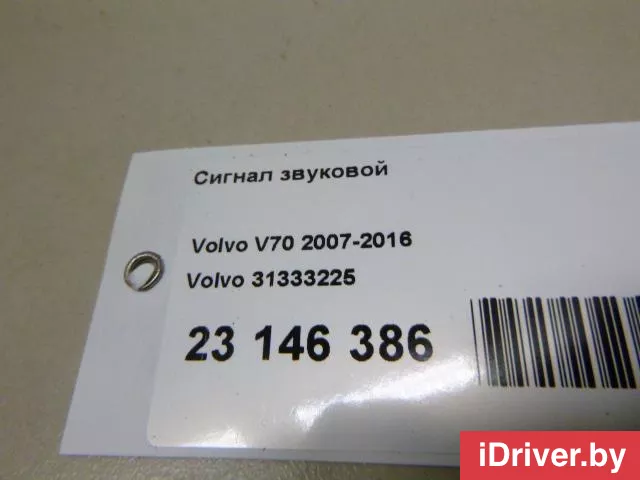 Сигнал звуковой
Volvo V70 2007-2016
Volvo 31333225
23 146 386
iDriver.by